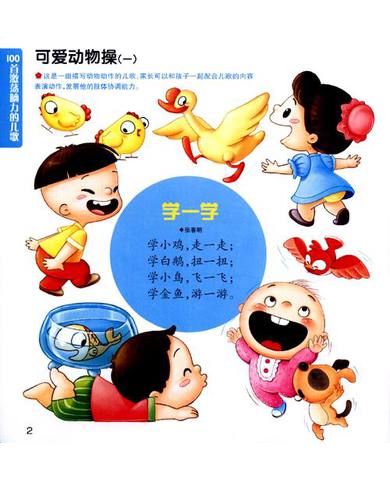 100首激荡脑力的儿歌
可爱动物操(一)
●这是一组描写动物动作的儿歌,家长可以和孩子一起配合儿歌的内容
表演动作,发展他的肢体协调能力。
学一学
◆张春明
学小鸡,走一走;
学白鹅,扭一扭;
学小鸟,飞一飞;
学金鱼,游一游。
2